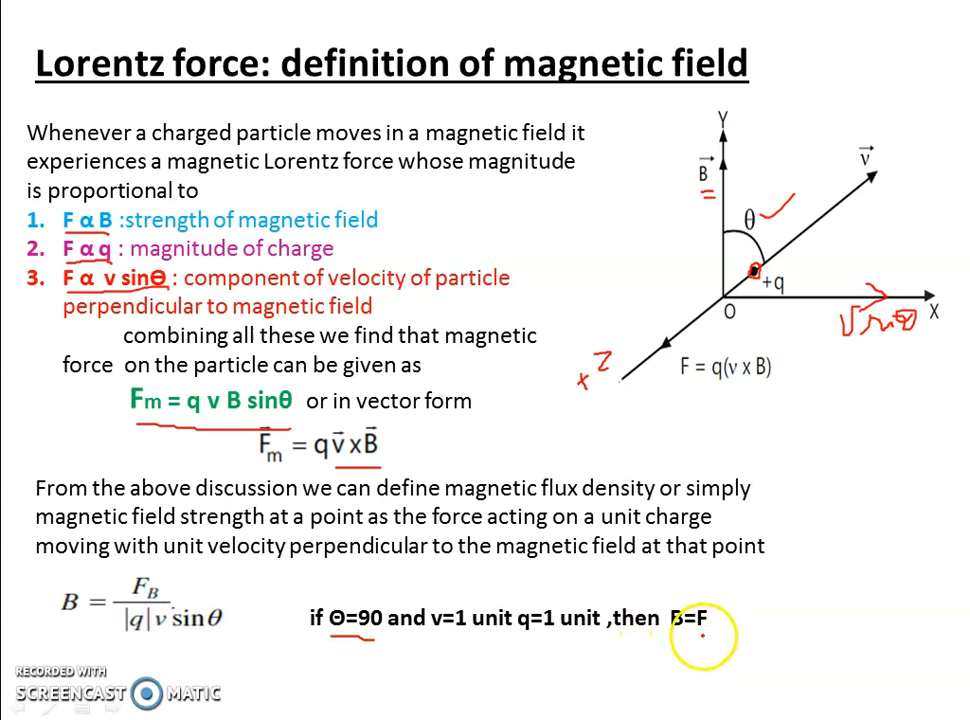 Lorentz force: definition of magnetic field
Whenever a charged particle moves in a magnetic field it
experiences a magnetic Lorentz force whose magnitude
is proportional to
1. F α B :strength of magnetic field
2. F α q : magnitude of charge
3. F α v sinΘ : component of velocity of particle
perpendicular to magnetic field
combining all these we find that magnetic
force on the particle can be given as
Fm = q v B sinθ or in vector form
F⃗m = qv⃗xB⃗
Y
B⃗
v⃗
θ
+q
O
X
V sinθ
+ Z
F = q(v x B)
From the above discussion we can define magnetic flux density or simply
magnetic field strength at a point as the force acting on a unit charge
moving with unit velocity perpendicular to the magnetic field at that point
B = F_B / |q| v sinθ
if Θ=90 and v=1 unit q=1 unit ,then B=F
RECORDED WITH
SCREENCAST MATIC